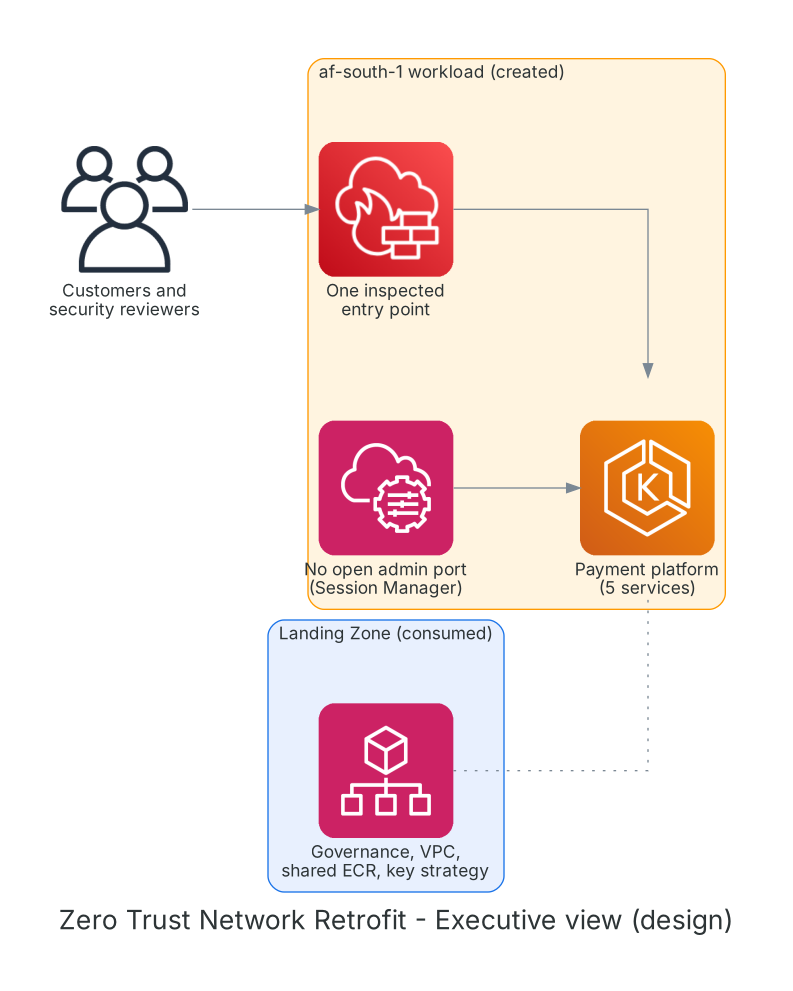 af-south-1 workload (created)
Customers and
security reviewers
One inspected
entry point
No open admin port
(Session Manager)
K
Payment platform
(5 services)
Landing Zone (consumed)
Governance, VPC,
shared ECR, key strategy
Zero Trust Network Retrofit - Executive view (design)